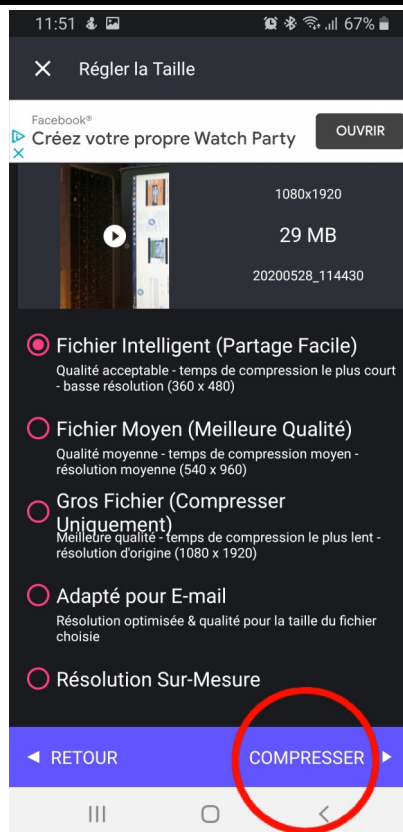 11:51 67%
Régler la Taille
Facebook®
Créez votre propre Watch Party
OUVRIR
1080x1920
29 MB
20200528_114430
Fichier Intelligent (Partage Facile)
Qualité acceptable - temps de compression le plus court
- basse résolution (360 x 480)
Fichier Moyen (Meilleure Qualité)
Qualité moyenne - temps de compression moyen -
résolution moyenne (540 x 960)
Gros Fichier (Compresser
Uniquement)
Meilleure qualité - temps de compression le plus lent -
résolution d'origine (1080 x 1920)
Adapté pour E-mail
Résolution optimisée & qualité pour la taille du fichier
choisie
Résolution Sur-Mesure
RETOUR
COMPRESSER